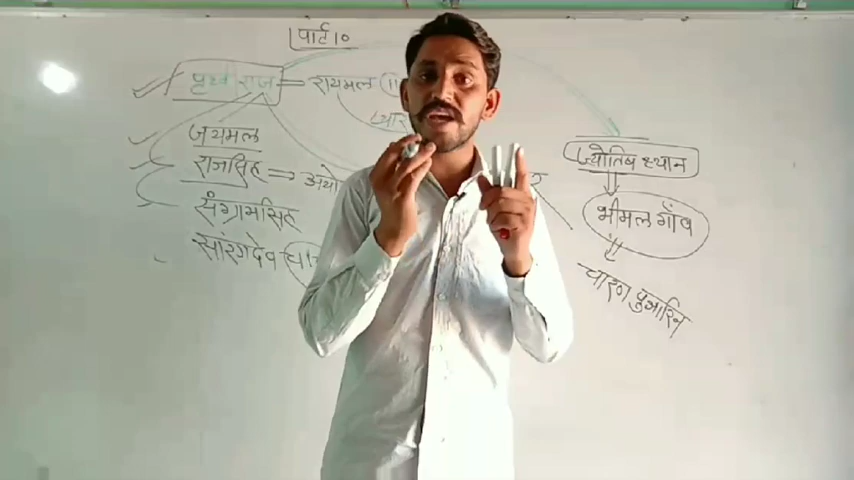 पार्ट 10
पृथ्वी राज = रायमल
जयमल
राजसिंह =>
संग्रामसिंह
सारंगदेव
ज्योतिष स्थान
भीमल गाँव
चारण पुजारिन